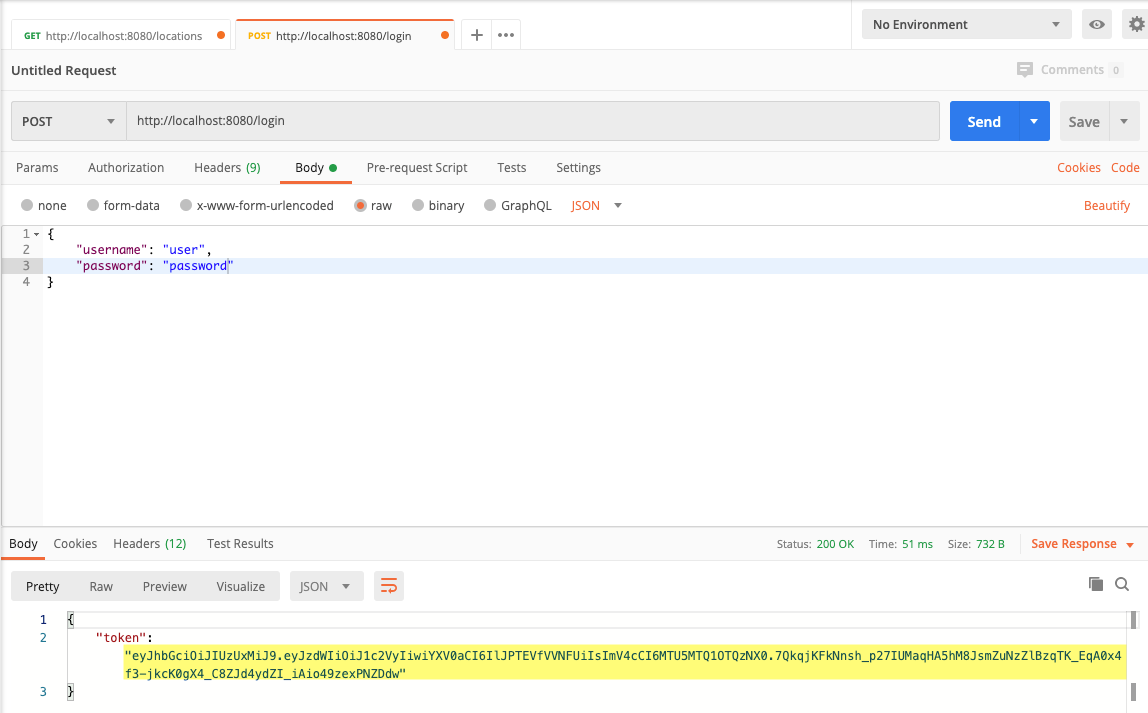 GET http://localhost:8080/locations
POST http://localhost:8080/login
No Environment
Untitled Request
Comments 0
POST
http://localhost:8080/login
Send
Save
Params
Authorization
Headers (9)
Body
Pre-request Script
Tests
Settings
Cookies
Code
none
form-data
x-www-form-urlencoded
raw
binary
GraphQL
JSON
Beautify
1 {
2 "username": "user",
3 "password": "password"
4 }
Body
Cookies
Headers (12)
Test Results
Status: 200 OK
Time: 51 ms
Size: 732 B
Save Response
Pretty
Raw
Preview
Visualize
JSON
1 {
2 "token":
"eyJhbGciOiJIUzUxMiJ9.eyJzdWIiOiJ1c2VyIiwiYXV0aCI6IlJPTEVfVVNFUiIsImV4cCI6MTU5MTQ1OTQzNX0.7QkqjKFkNnsh_p27IUMaqHA5hM8JsmZuNzZlBzqTK_EqA0x4
f3-jkcK0gX4_C8ZJd4ydZI_iAio49zexPNZDdw"
3 }